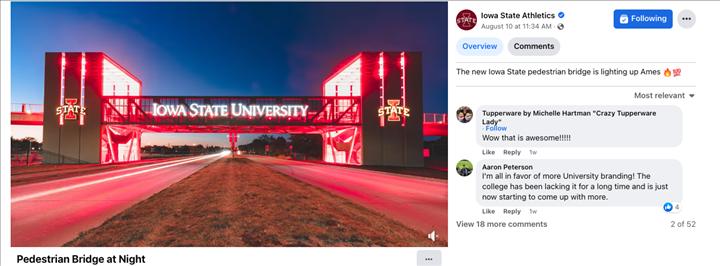 STATE
IOWA STATE UNIVERSITY
STATE
Pedestrian Bridge at Night
STATE
Iowa State Athletics
August 10 at 11:34 AM ·
Following
Overview
Comments
The new Iowa State pedestrian bridge is lighting up Ames 🔥💯
Most relevant
Tupperware by Michelle Hartman "Crazy Tupperware
Lady"
· Follow
Wow that is awesome!!!!!
Like Reply 1w
Aaron Peterson
I'm all in favor of more University branding! The
college has been lacking it for a long time and is just
now starting to come up with more.
4
Like Reply 1w
View 18 more comments
2 of 52